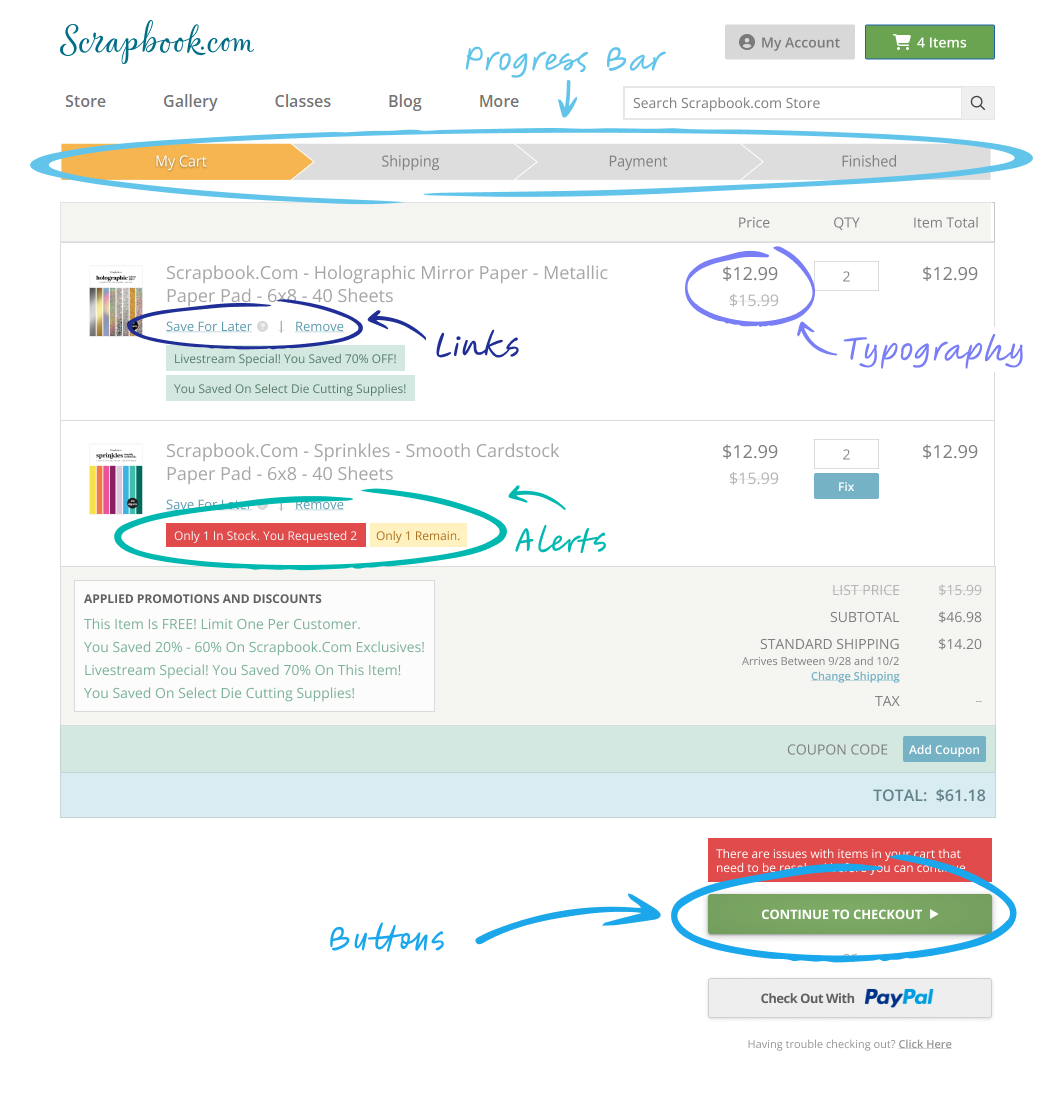 Scrapbook.com
My Account
4 Items
Progress Bar
Store Gallery Classes Blog More
Search Scrapbook.com Store
My Cart Shipping Payment Finished
Price QTY Item Total
holographic
Scrapbook.Com - Holographic Mirror Paper - Metallic
Paper Pad - 6x8 - 40 Sheets
$12.99 2 $12.99
$15.99
Save For Later ? | Remove
Links
Typography
Livestream Special! You Saved 70% OFF!
You Saved On Select Die Cutting Supplies!
sprinkles
Scrapbook.Com - Sprinkles - Smooth Cardstock
Paper Pad - 6x8 - 40 Sheets
$12.99 2 $12.99
$15.99 Fix
Save For Later ? | Remove
Only 1 In Stock. You Requested 2 Only 1 Remain.
Alerts
APPLIED PROMOTIONS AND DISCOUNTS
This Item Is FREE! Limit One Per Customer.
You Saved 20% - 60% On Scrapbook.Com Exclusives!
Livestream Special! You Saved 70% On This Item!
You Saved On Select Die Cutting Supplies!
LIST PRICE $15.99
SUBTOTAL $46.98
STANDARD SHIPPING $14.20
Arrives Between 9/28 and 10/2
Change Shipping
TAX --
COUPON CODE Add Coupon
TOTAL: $61.18
There are issues with items in your cart that
need to be resolved before you can continue.
Buttons
CONTINUE TO CHECKOUT
OR
Check Out With PayPal
Having trouble checking out? Click Here